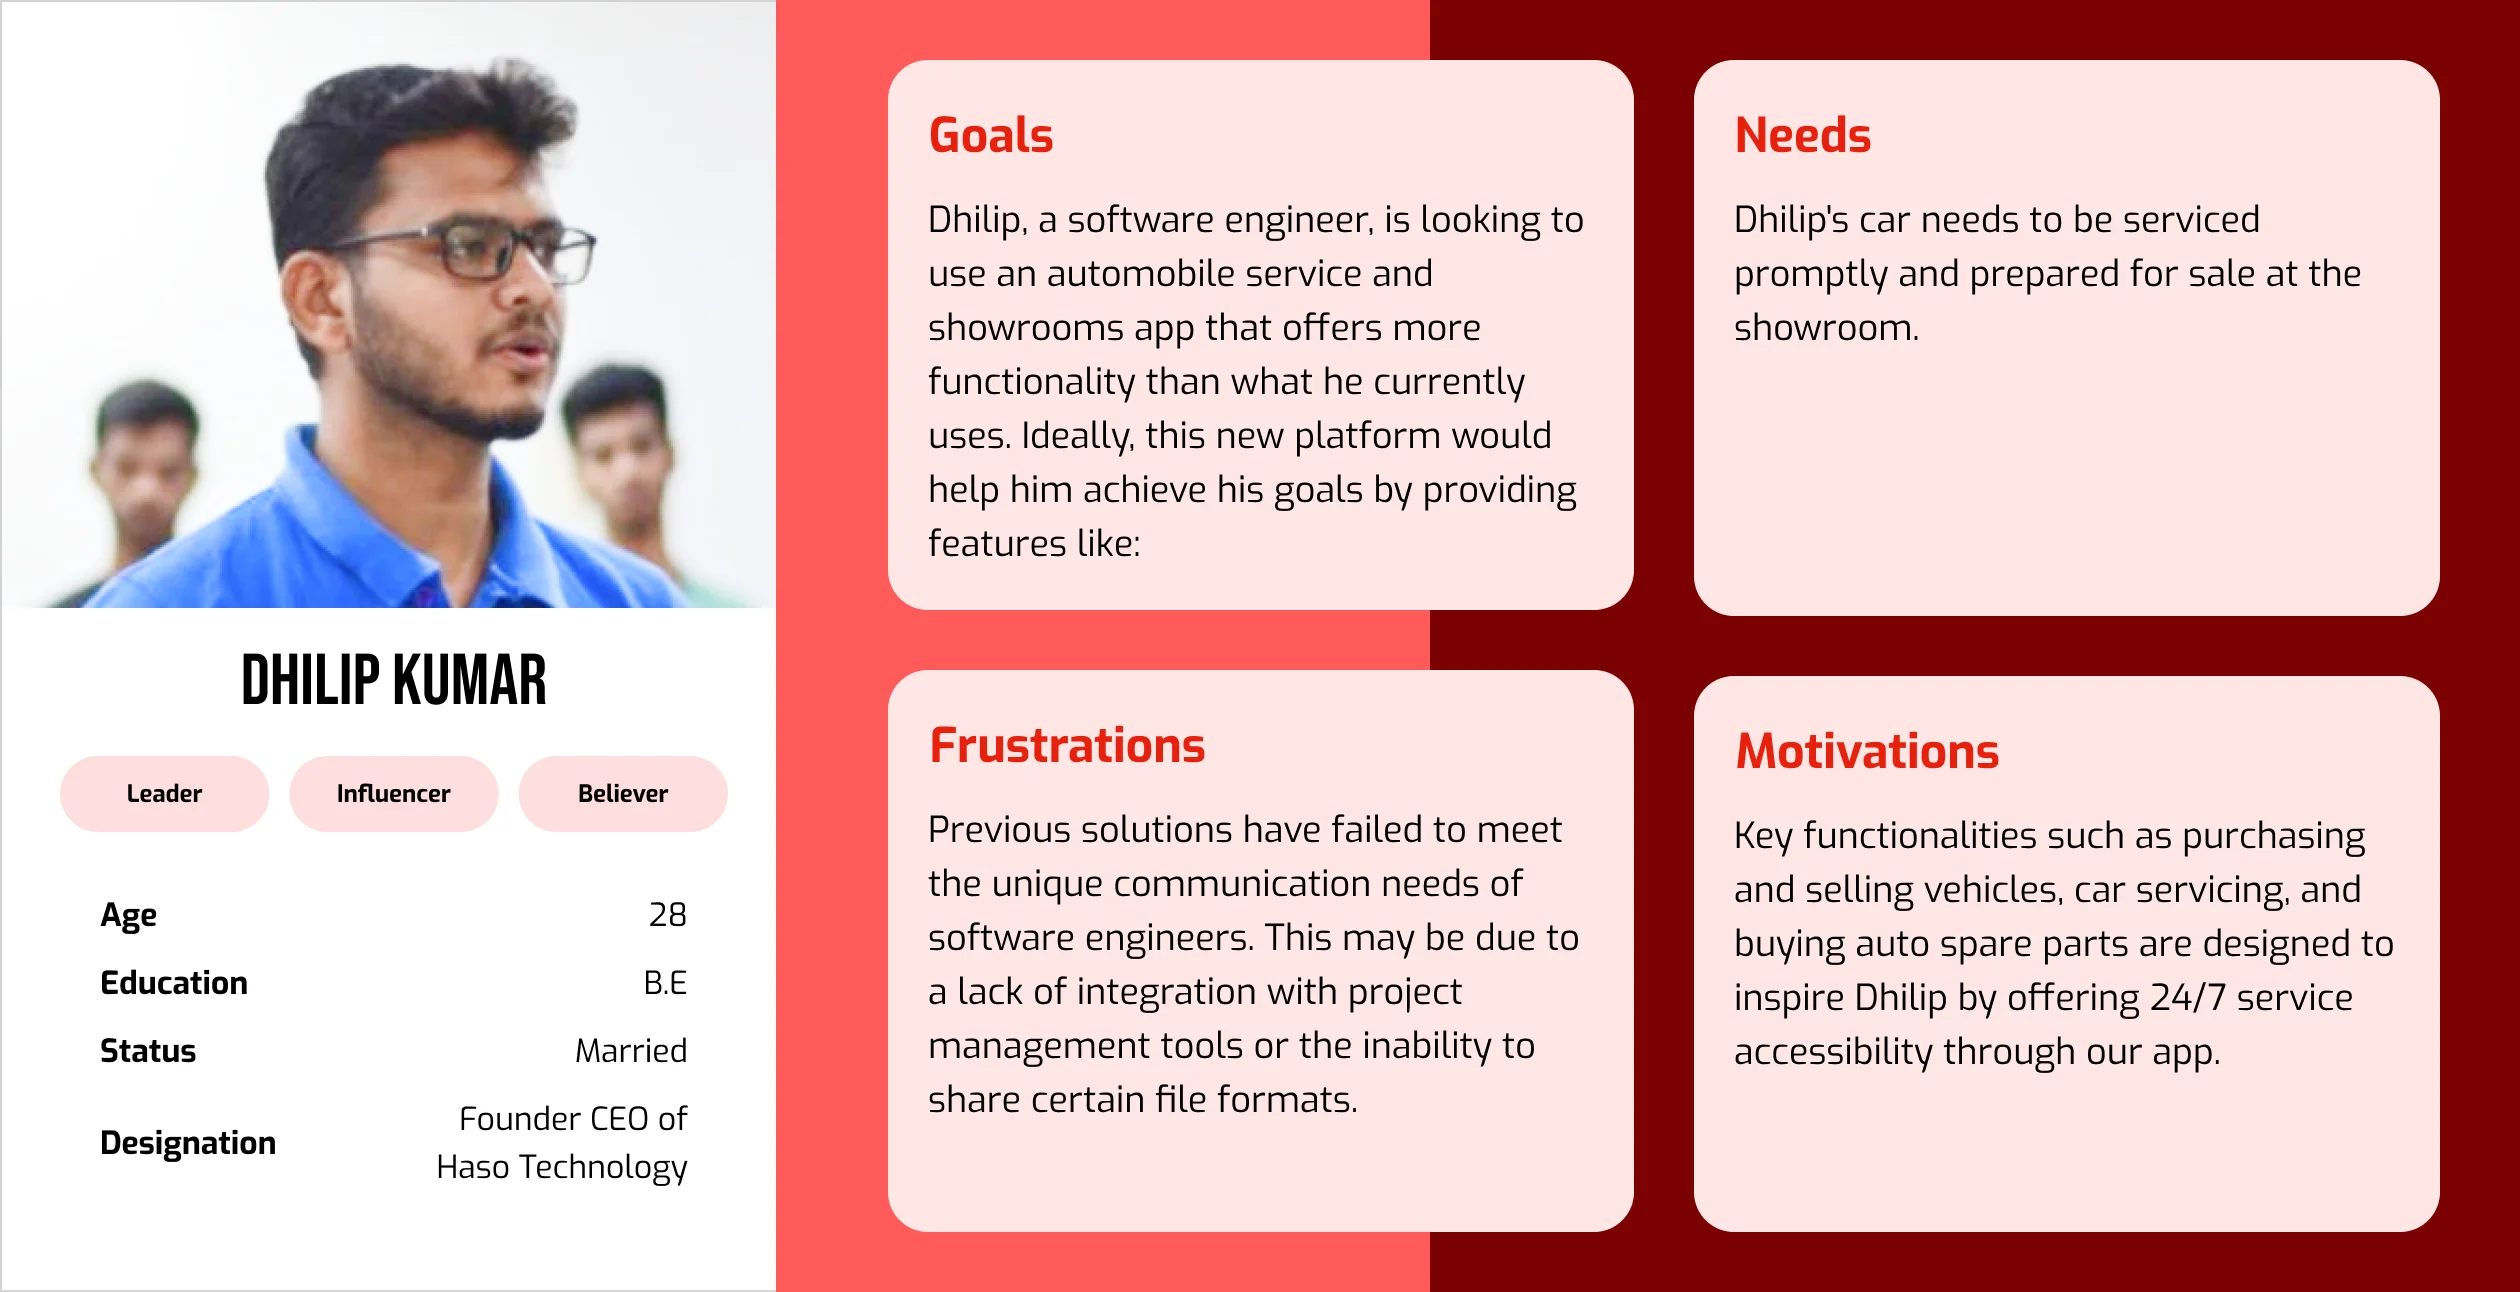 DHILIP KUMAR
Leader
Influencer
Believer
Age 28
Education B.E
Status Married
Designation Founder CEO of
Haso Technology
Goals
Dhilip, a software engineer, is looking to
use an automobile service and
showrooms app that offers more
functionality than what he currently
uses. Ideally, this new platform would
help him achieve his goals by providing
features like:
Needs
Dhilip's car needs to be serviced
promptly and prepared for sale at the
showroom.
Frustrations
Previous solutions have failed to meet
the unique communication needs of
software engineers. This may be due to
a lack of integration with project
management tools or the inability to
share certain file formats.
Motivations
Key functionalities such as purchasing
and selling vehicles, car servicing, and
buying auto spare parts are designed to
inspire Dhilip by offering 24/7 service
accessibility through our app.